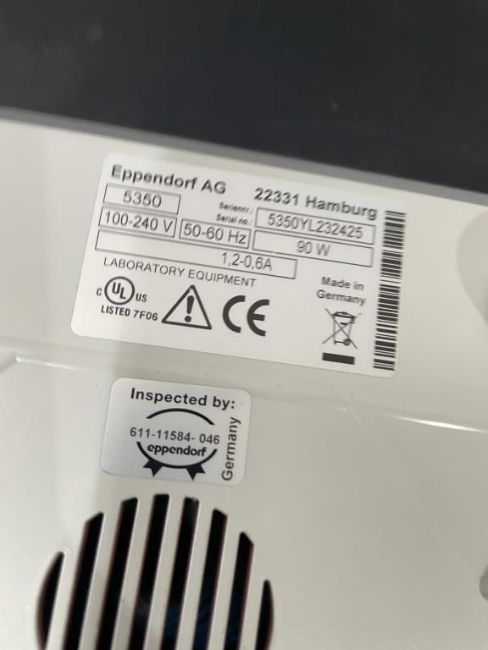 Eppendorf AG 22331 Hamburg
5350 Seriennr.: Serial no.: 5350YL232425
100-240 V 50-60 Hz 90 W
1,2-0,6A
LABORATORY EQUIPMENT
Made in
Germany
C UL US
LISTED 7F06
CE
Inspected by:
611-11584- 046
eppendorf
Germany